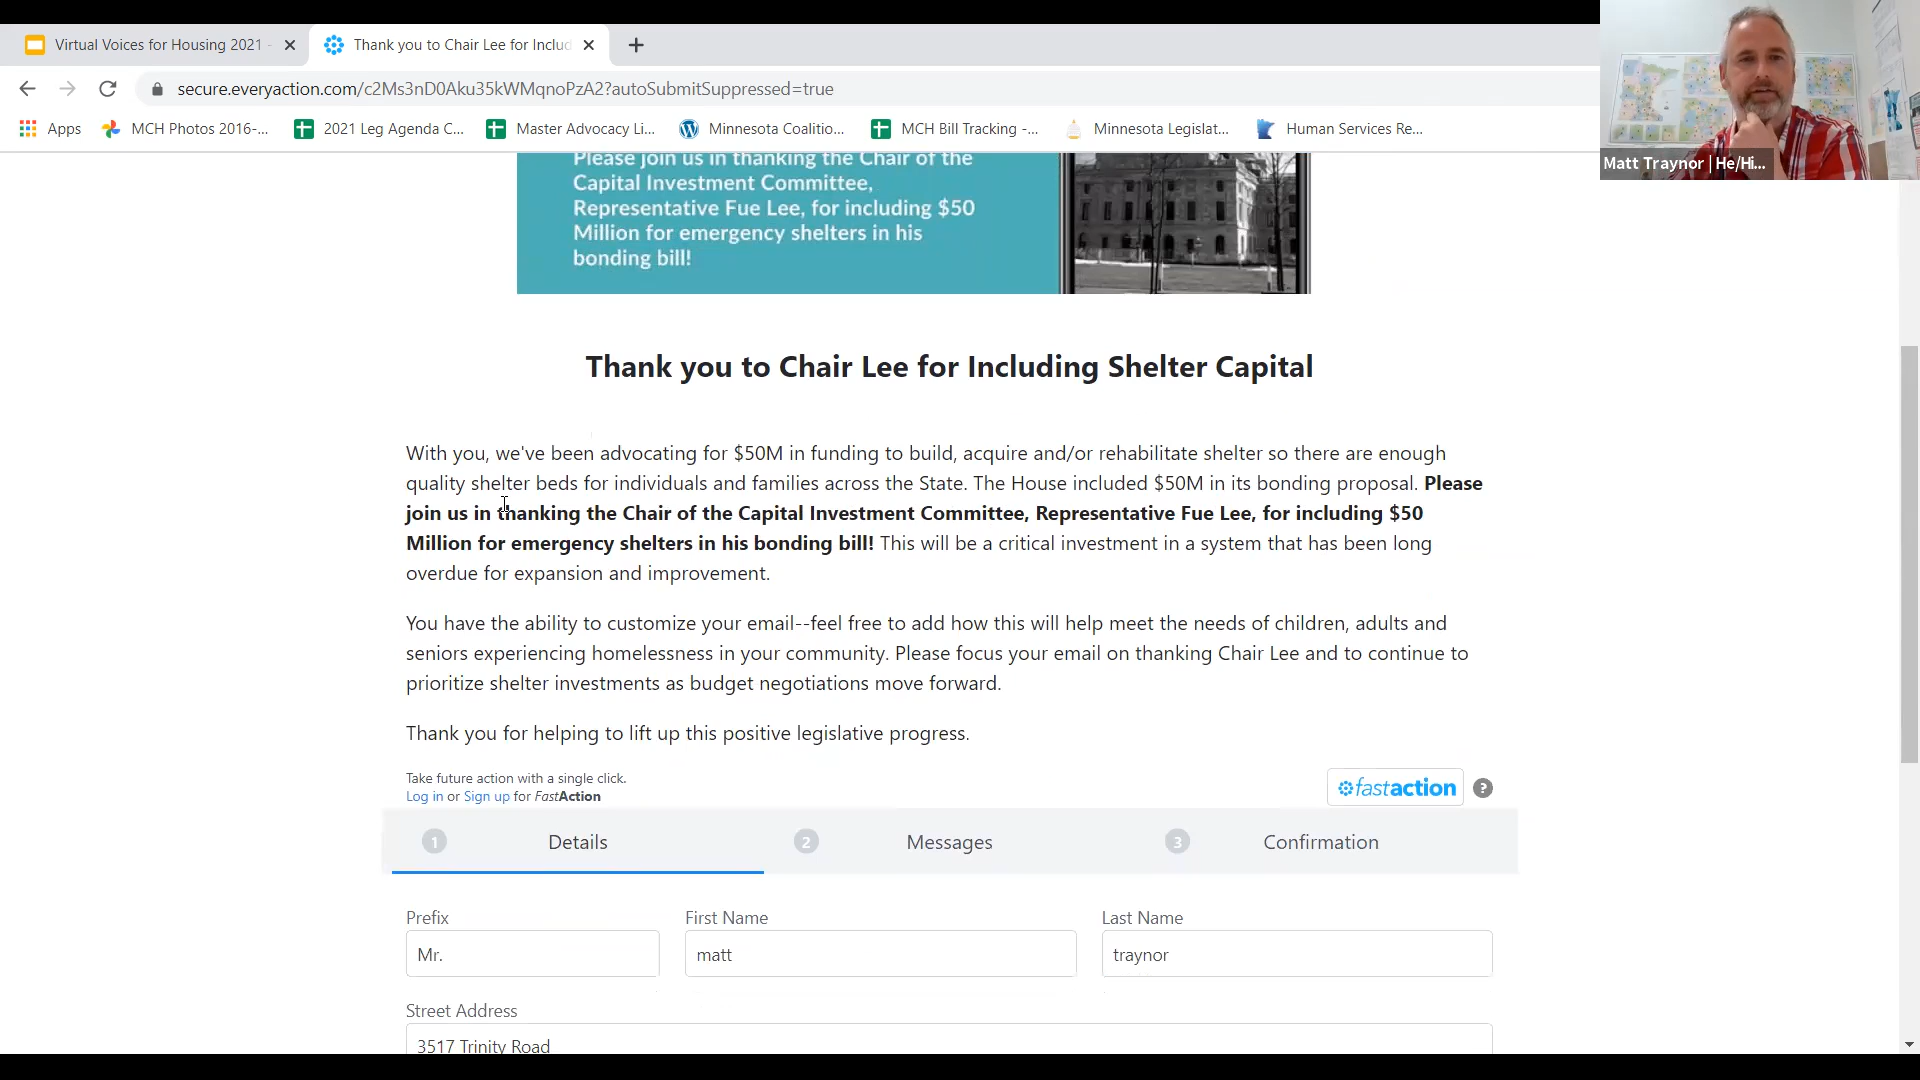 Virtual Voices for Housing 2021 -
Thank you to Chair Lee for Includ
secure.everyaction.com/c2Ms3nD0Aku35kWMqnoPzA2?autoSubmitSuppressed=true
Apps
MCH Photos 2016-...
2021 Leg Agenda C...
Master Advocacy Li...
Minnesota Coalitio...
MCH Bill Tracking -...
Minnesota Legislat...
Human Services Re...
Matt Traynor | He/Hi...
Please join us in thanking the Chair of the
Capital Investment Committee,
Representative Fue Lee, for including $50
Million for emergency shelters in his
bonding bill!
Thank you to Chair Lee for Including Shelter Capital
With you, we've been advocating for $50M in funding to build, acquire and/or rehabilitate shelter so there are enough
quality shelter beds for individuals and families across the State. The House included $50M in its bonding proposal. Please
join us in thanking the Chair of the Capital Investment Committee, Representative Fue Lee, for including $50
Million for emergency shelters in his bonding bill! This will be a critical investment in a system that has been long
overdue for expansion and improvement.
You have the ability to customize your email--feel free to add how this will help meet the needs of children, adults and
seniors experiencing homelessness in your community. Please focus your email on thanking Chair Lee and to continue to
prioritize shelter investments as budget negotiations move forward.
Thank you for helping to lift up this positive legislative progress.
Take future action with a single click.
Log in or Sign up for FastAction
fastaction ?
1 Details
2 Messages
3 Confirmation
Prefix
First Name
Last Name
Mr.
matt
traynor
Street Address
3517 Trinity Road